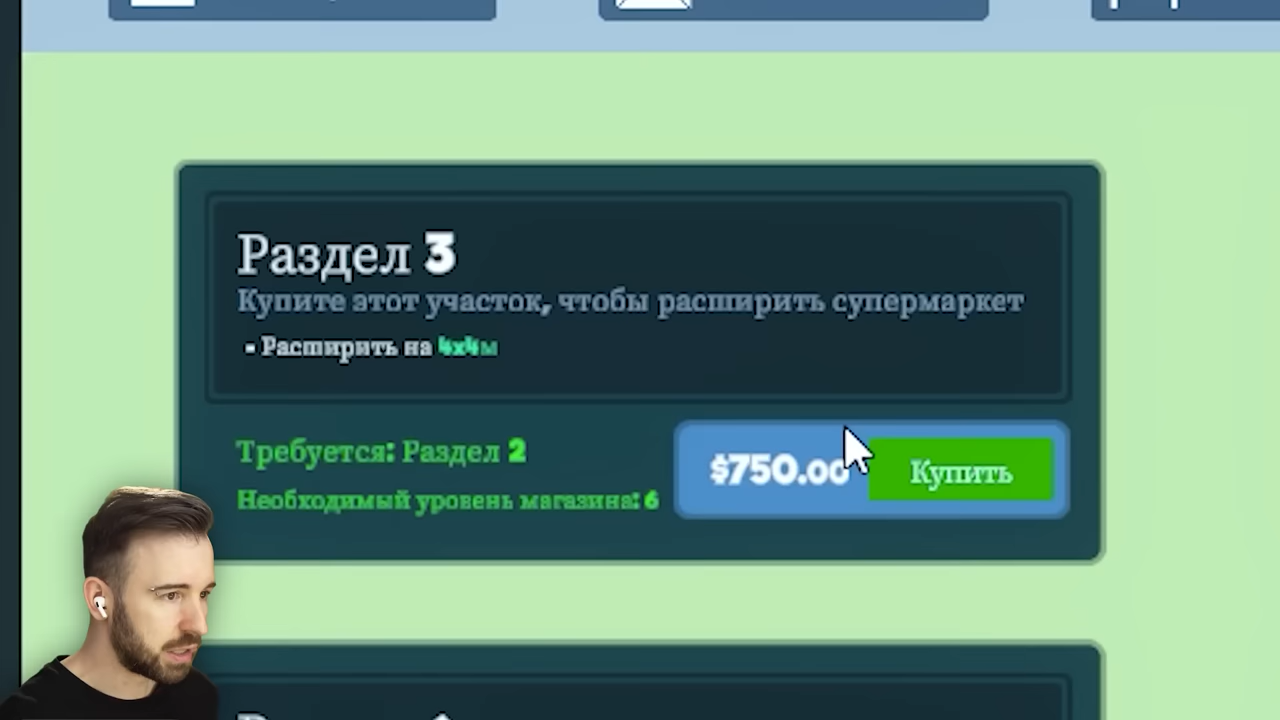 Раздел 3
Купите этот участок, чтобы расширить супермаркет
▪ Расширить на 4x4м
Требуется: Раздел 2
Необходимый уровень магазина: 6
$750.00
Купить